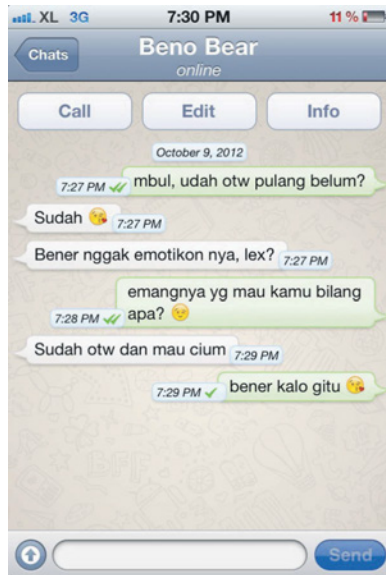 XL 3G 7:30 PM 11 %
Chats
Beno Bear
online
Call Edit Info
October 9, 2012
mbul, udah otw pulang belum?
7:27 PM
Sudah 😘 7:27 PM
Bener nggak emotikon nya, lex? 7:27 PM
emangnya yg mau kamu bilang
7:28 PM apa? 😟
Sudah otw dan mau cium 7:29 PM
7:29 PM bener kalo gitu 😘
BFF
Send